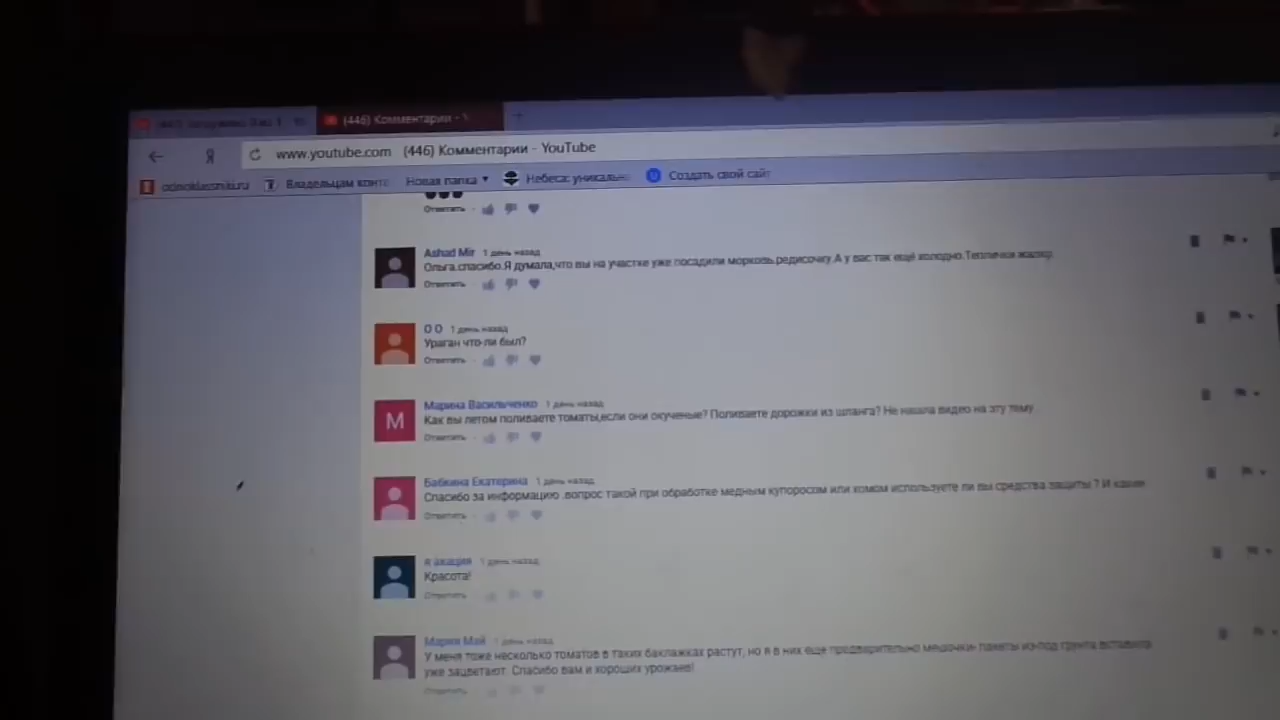 (446) Комментарии -
www.youtube.com (446) Комментарии - YouTube
odnoklassniki.ru Владельцам конте Новая папка Небеса: уникальны Создать свой сайт
Ответить
Ashad Mir 1 день назад
Ольга,спасибо.Я думала,что вы на участке уже посадили морковь,редисочку.А у вас так ещё холодно.Теплички жалко.
Ответить
O O 1 день назад
Ураган что-ли был?
Ответить
M
Марина Васильченко 1 день назад
Как вы летом поливаете томаты,если они окученые? Поливаете дорожки из шланга? Не нашла видео на эту тему.
Ответить
Бабкина Екатерина 1 день назад
Спасибо за информацию .вопрос такой при обработке медным купоросом или хомом используете ли вы средства защиты ? И какие
Ответить
я акация 1 день назад
Красота!
Ответить
Мария Май 1 день назад
У меня тоже несколько томатов в таких баклажках растут, но я в них еще предварительно мешочки- пакеты из-под грунта вставила
уже зацветают. Спасибо вам и хороших урожаев!
Ответить